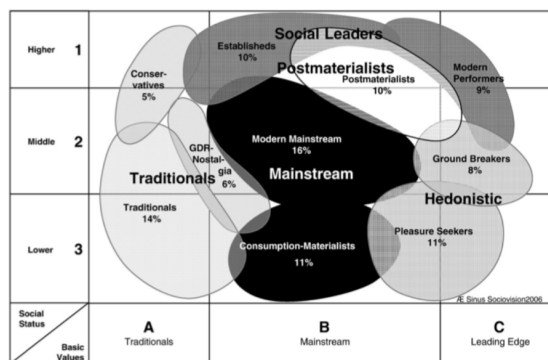 Higher 1
Social Leaders
Establisheds
10%
Postmaterialists
Postmaterialists
10%
Modern
Performers
9%
Conser-
vatives
5%
Middle 2
Modern Mainstream
16%
GDR-
Nostal-
gia
6%
Ground Breakers
8%
Traditionals
Mainstream
Hedonistic
Traditionals
14%
Lower 3
Consumption-Materialists
11%
Pleasure Seekers
11%
Æ Sinus Sociovision2006
Social
Status
Basic
Values
A
Traditionals
B
Mainstream
C
Leading Edge